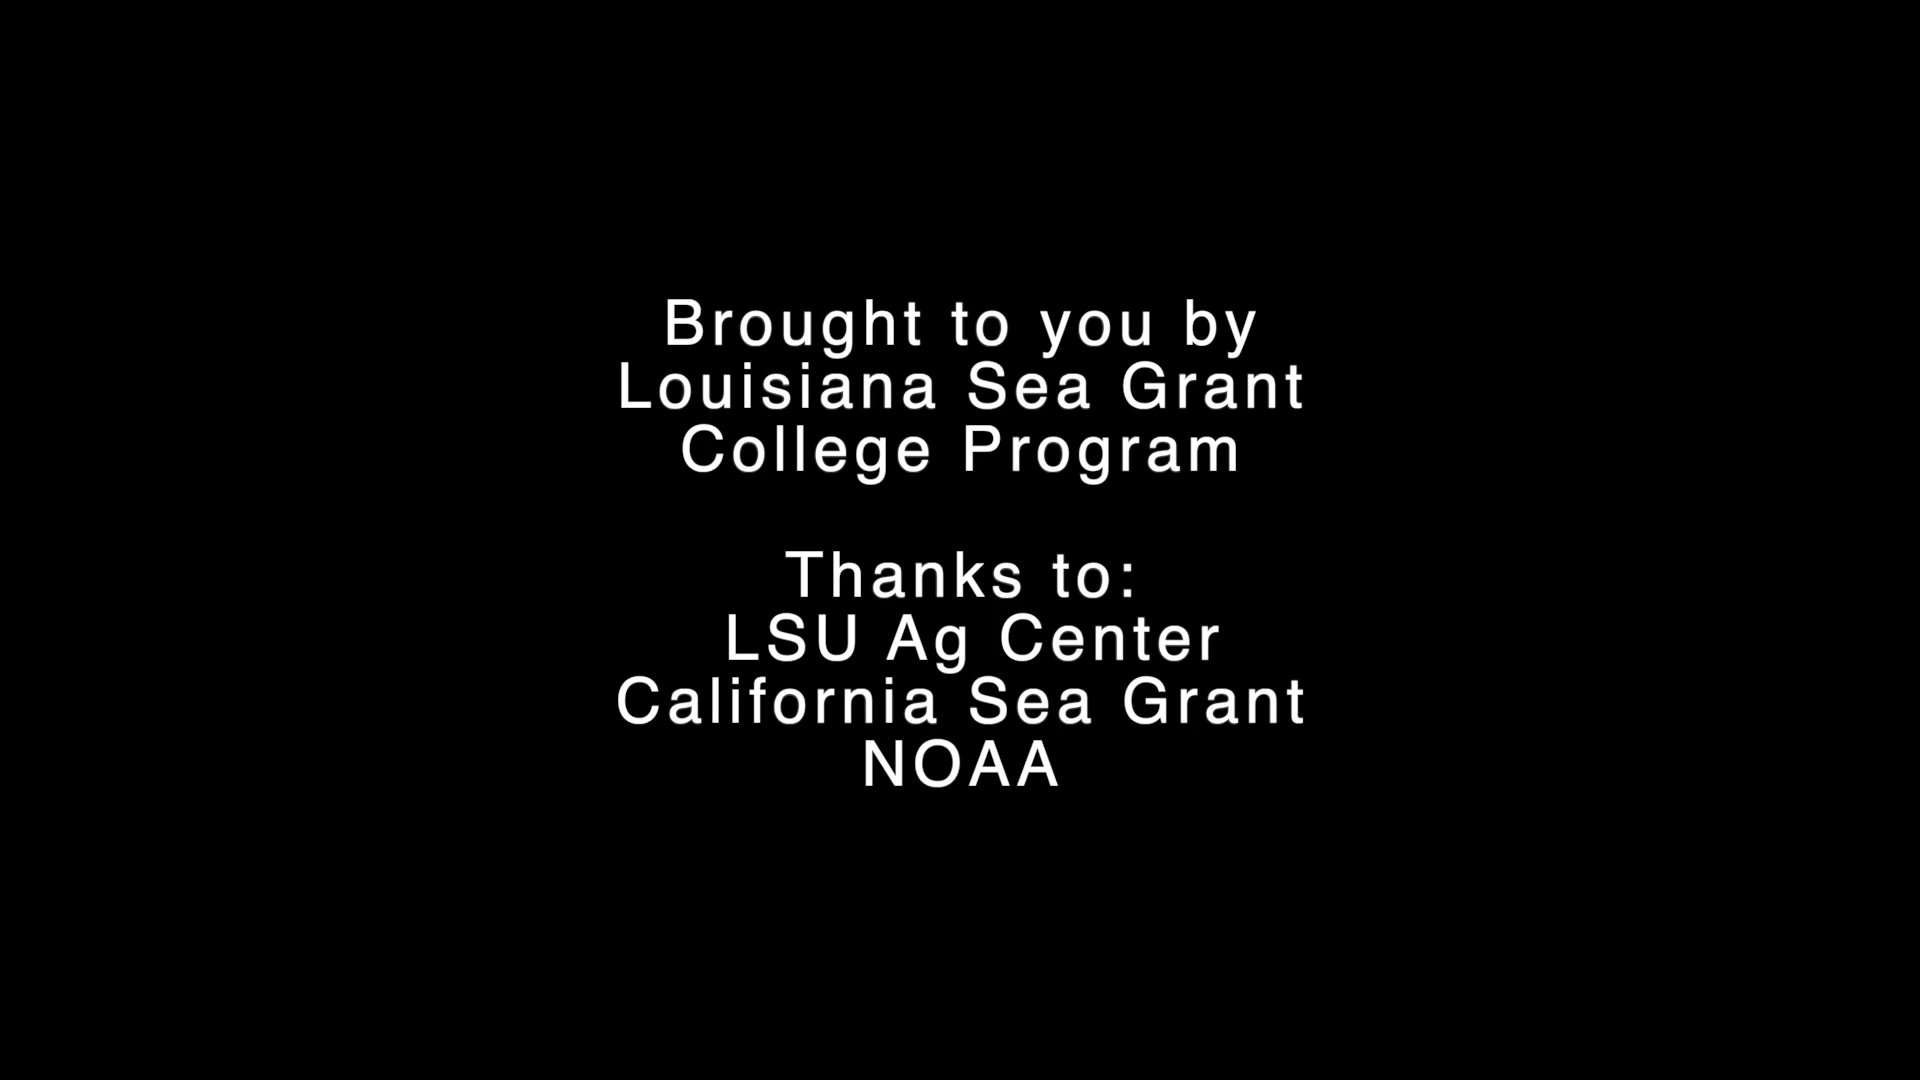 Brought to you by
Louisiana Sea Grant
College Program
Thanks to:
LSU Ag Center
California Sea Grant
NOAA